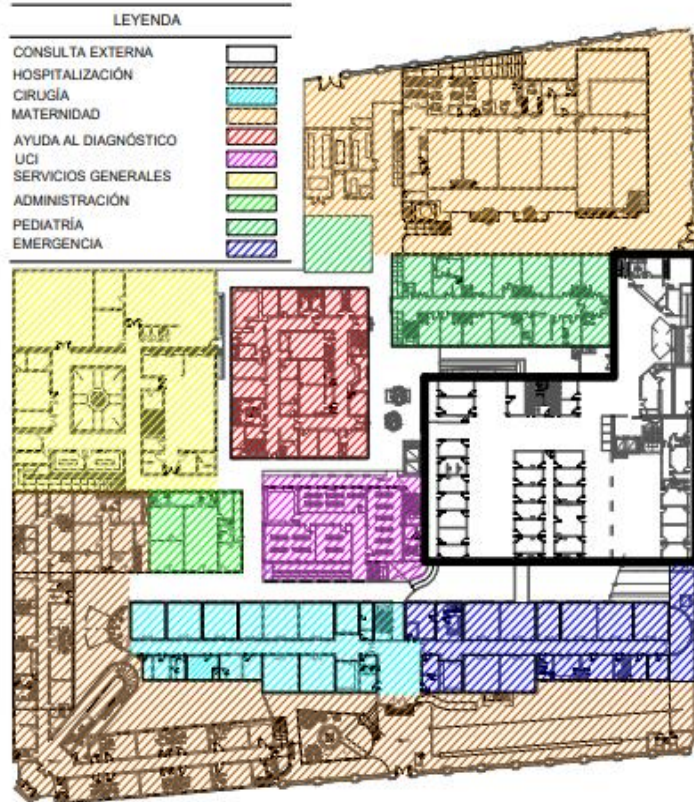 LEYENDA
CONSULTA EXTERNA
HOSPITALIZACIÓN
CIRUGÍA
MATERNIDAD
AYUDA AL DIAGNÓSTICO
UCI
SERVICIOS GENERALES
ADMINISTRACIÓN
PEDIATRÍA
EMERGENCIA